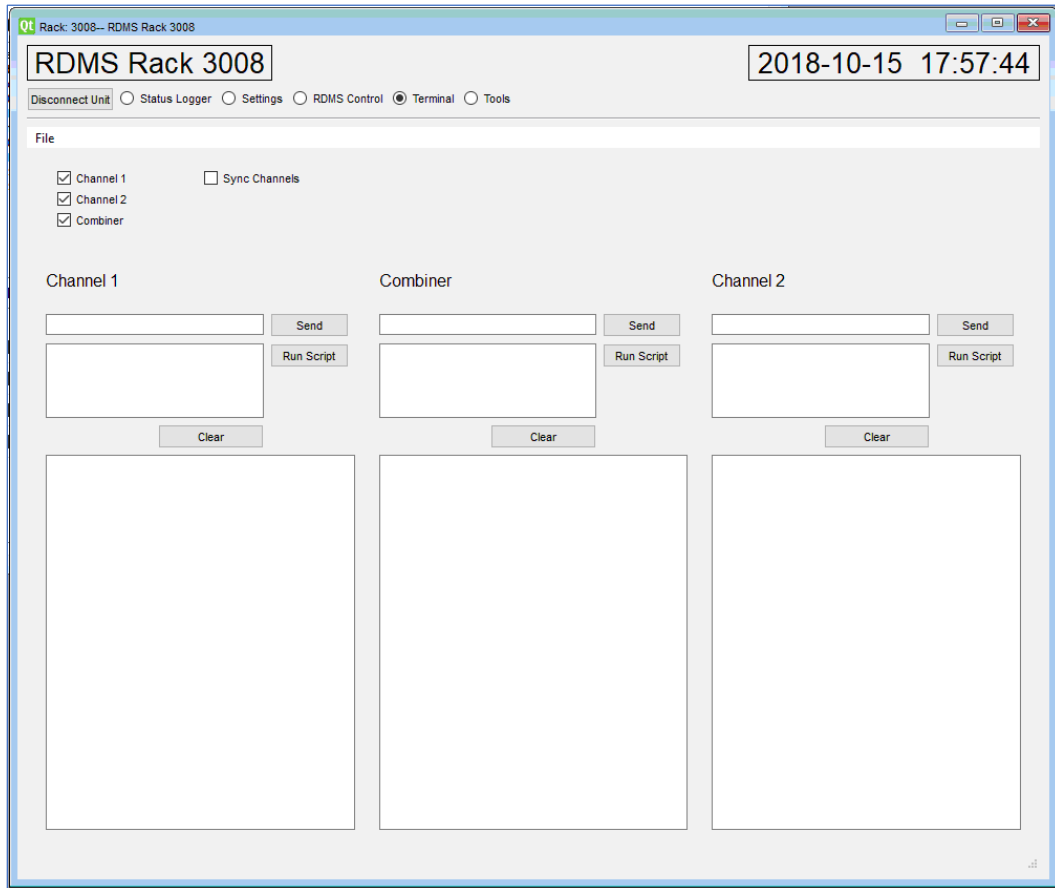 Qt Rack: 3008-- RDMS Rack 3008
RDMS Rack 3008 2018-10-15 17:57:44
Disconnect Unit Status Logger Settings RDMS Control Terminal Tools
File
Channel 1 Sync Channels
Channel 2
Combiner
Channel 1 Combiner Channel 2
Send Send Send
Run Script Run Script Run Script
Clear Clear Clear